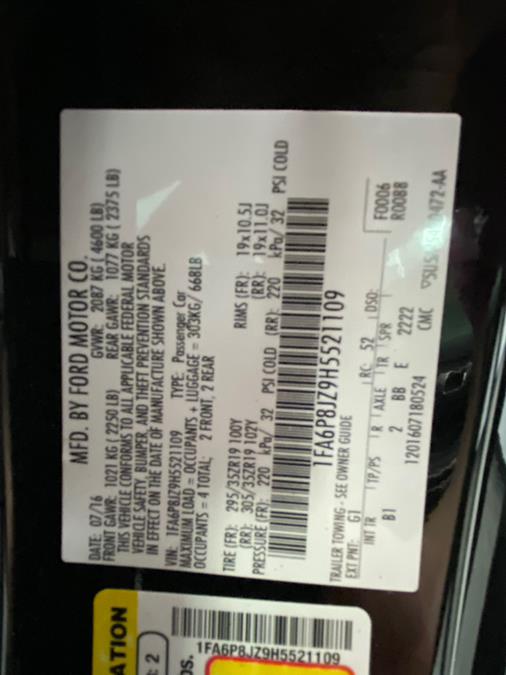 MFD. BY FORD MOTOR CO.
DATE: 07/16 GVWR: 2087 KG ( 4600 LB)
FRONT GAWR: 1021 KG ( 2250 LB) REAR GAWR: 1077 KG ( 2375 LB)
THIS VEHICLE CONFORMS TO ALL APPLICABLE FEDERAL MOTOR
VEHICLE SAFETY, BUMPER, AND THEFT PREVENTION STANDARDS
IN EFFECT ON THE DATE OF MANUFACTURE SHOWN ABOVE.
VIN: 1FA6P8JZ9H5521109 TYPE: Passenger Car
MAXIMUM LOAD = OCCUPANTS + LUGGAGE = 303KG/ 668LB
OCCUPANTS = 4 TOTAL: 2 FRONT, 2 REAR
TIRE (FR): 295/35ZR19 100Y RIMS (FR): 19x10.5J
(RR): 305/35ZR19 102Y (RR): 19x11.0J
PRESSURE (FR): 220 kPa/ 32 PSI COLD (RR): 220 kPa/ 32 PSI COLD
1FA6P8JZ9H5521109
TRAILER TOWING - SEE OWNER GUIDE
EXT PNT: G1 RC: 52 DSO: F0006
R0088
INT TR TP/PS R AXLE TR SPR
B1 2 BB E 2222
1201607180524 CMC
0472-AA
ATION
: 2
OS.
1FA6P8JZ9H5521109